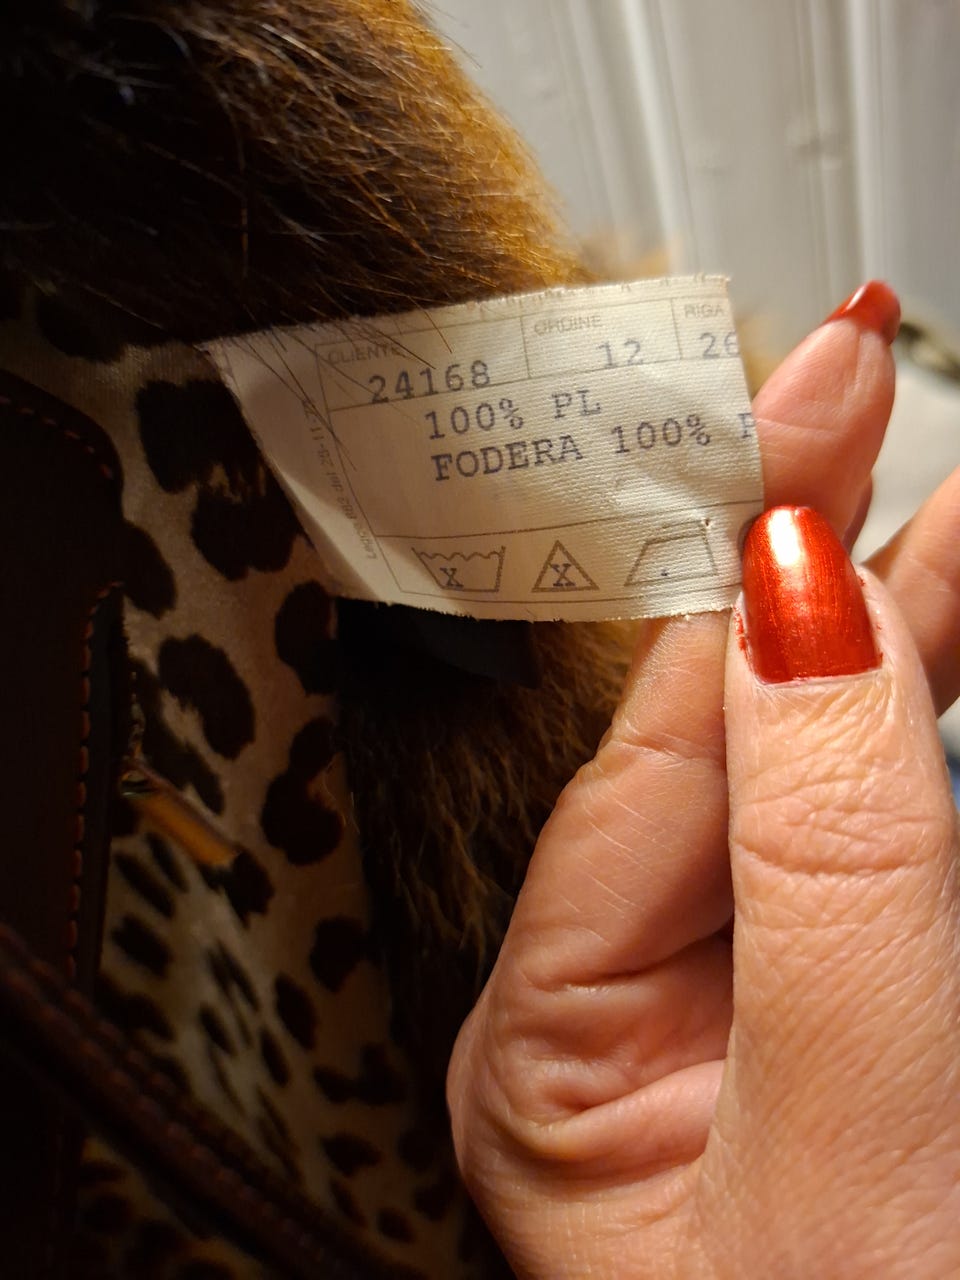 CLIENTE ORDINE RIGA
24168 12 26
100% PL
FODERA 100% P
X X